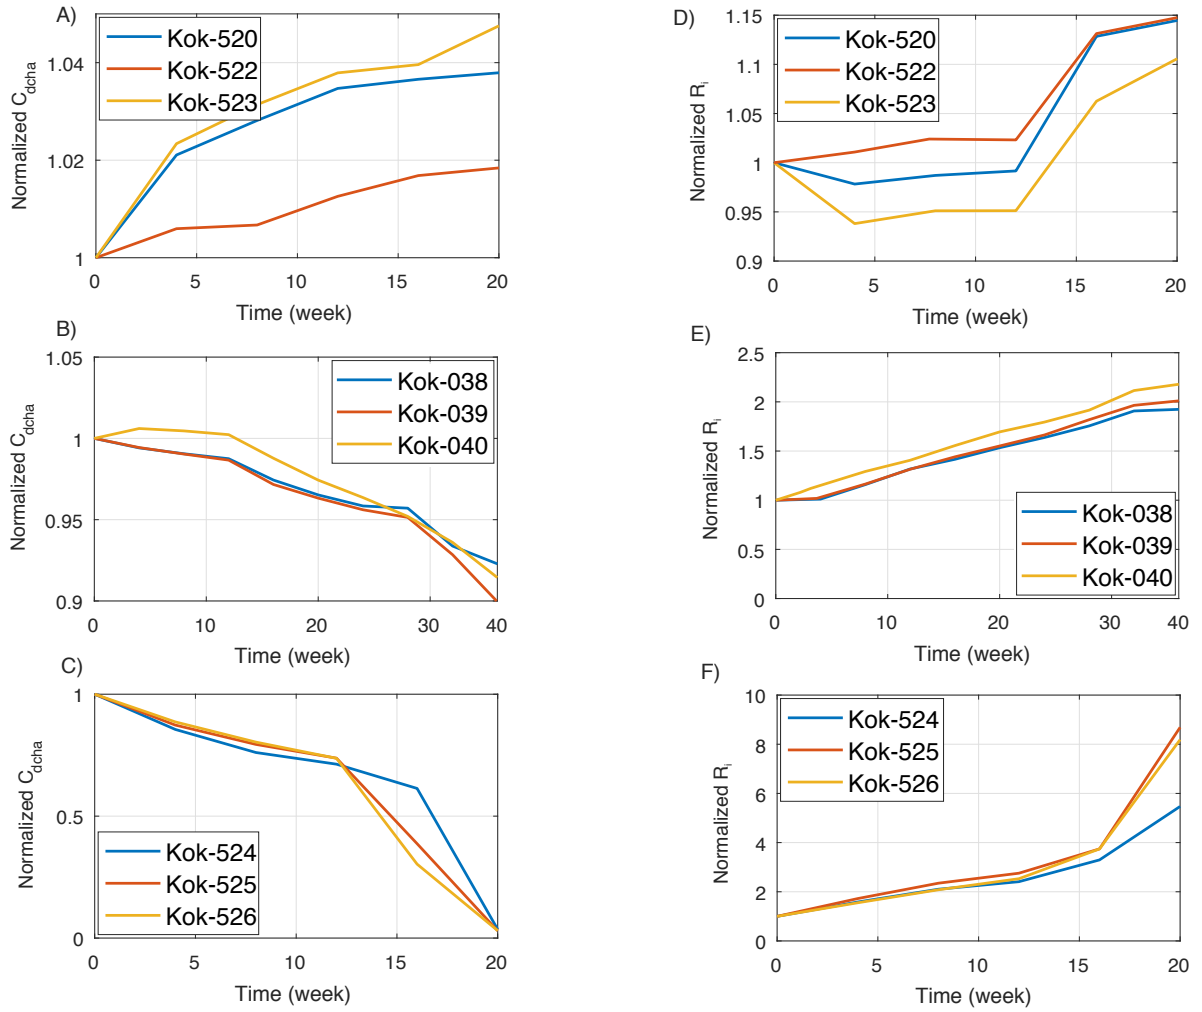 A)
Normalized C_dcha
1.04
1.02
1
Kok-520
Kok-522
Kok-523
0
5
10
15
20
Time (week)
D)
Normalized R_i
1.15
1.1
1.05
1
0.95
0.9
Kok-520
Kok-522
Kok-523
0
5
10
15
20
Time (week)
B)
Normalized C_dcha
1.05
1
0.95
0.9
Kok-038
Kok-039
Kok-040
0
10
20
30
40
Time (week)
E)
Normalized R_i
2.5
2
1.5
1
0.5
0
Kok-038
Kok-039
Kok-040
0
10
20
30
40
Time (week)
C)
Normalized C_dcha
1
0.5
0
Kok-524
Kok-525
Kok-526
0
5
10
15
20
Time (week)
F)
Normalized R_i
10
8
6
4
2
0
Kok-524
Kok-525
Kok-526
0
5
10
15
20
Time (week)